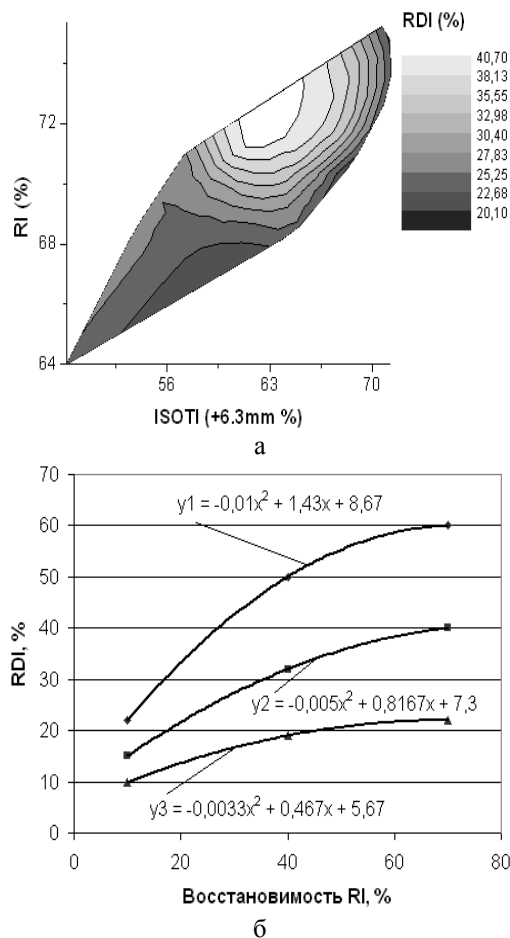 RDI (%)
40,70
38,13
35,55
32,98
30,40
27,83
25,25
22,68
20,10
RI (%)
72
68
64
56 63 70
ISOTI (+6.3mm %)
а
70
60
50
40
30
20
10
0
RDI, %
y1 = -0,01x² + 1,43x + 8,67
y2 = -0,005x² + 0,8167x + 7,3
y3 = -0,0033x² + 0,467x + 5,67
0 20 40 60 80
Восстановимость RI, %
б